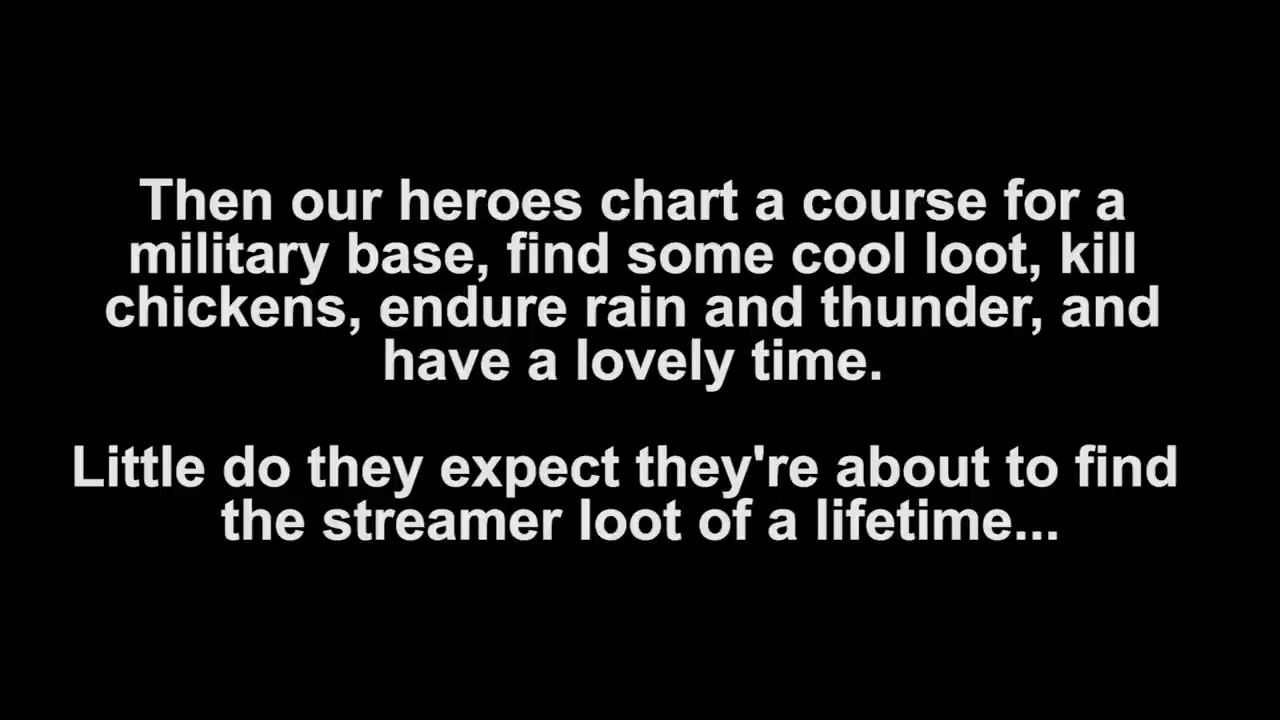 Then our heroes chart a course for a
military base, find some cool loot, kill
chickens, endure rain and thunder, and
have a lovely time.
Little do they expect they're about to find
the streamer loot of a lifetime...